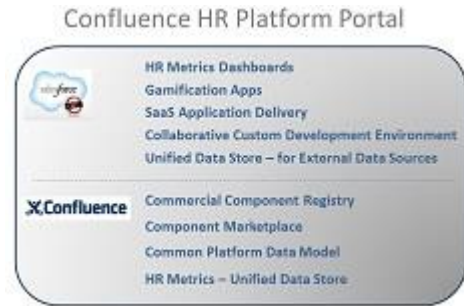 Confluence HR Platform Portal
HR Metrics Dashboards
Gamification Apps
SaaS Application Delivery
Collaborative Custom Development Environment
Unified Data Store – for External Data Sources
Confluence
Commercial Component Registry
Component Marketplace
Common Platform Data Model
HR Metrics – Unified Data Store